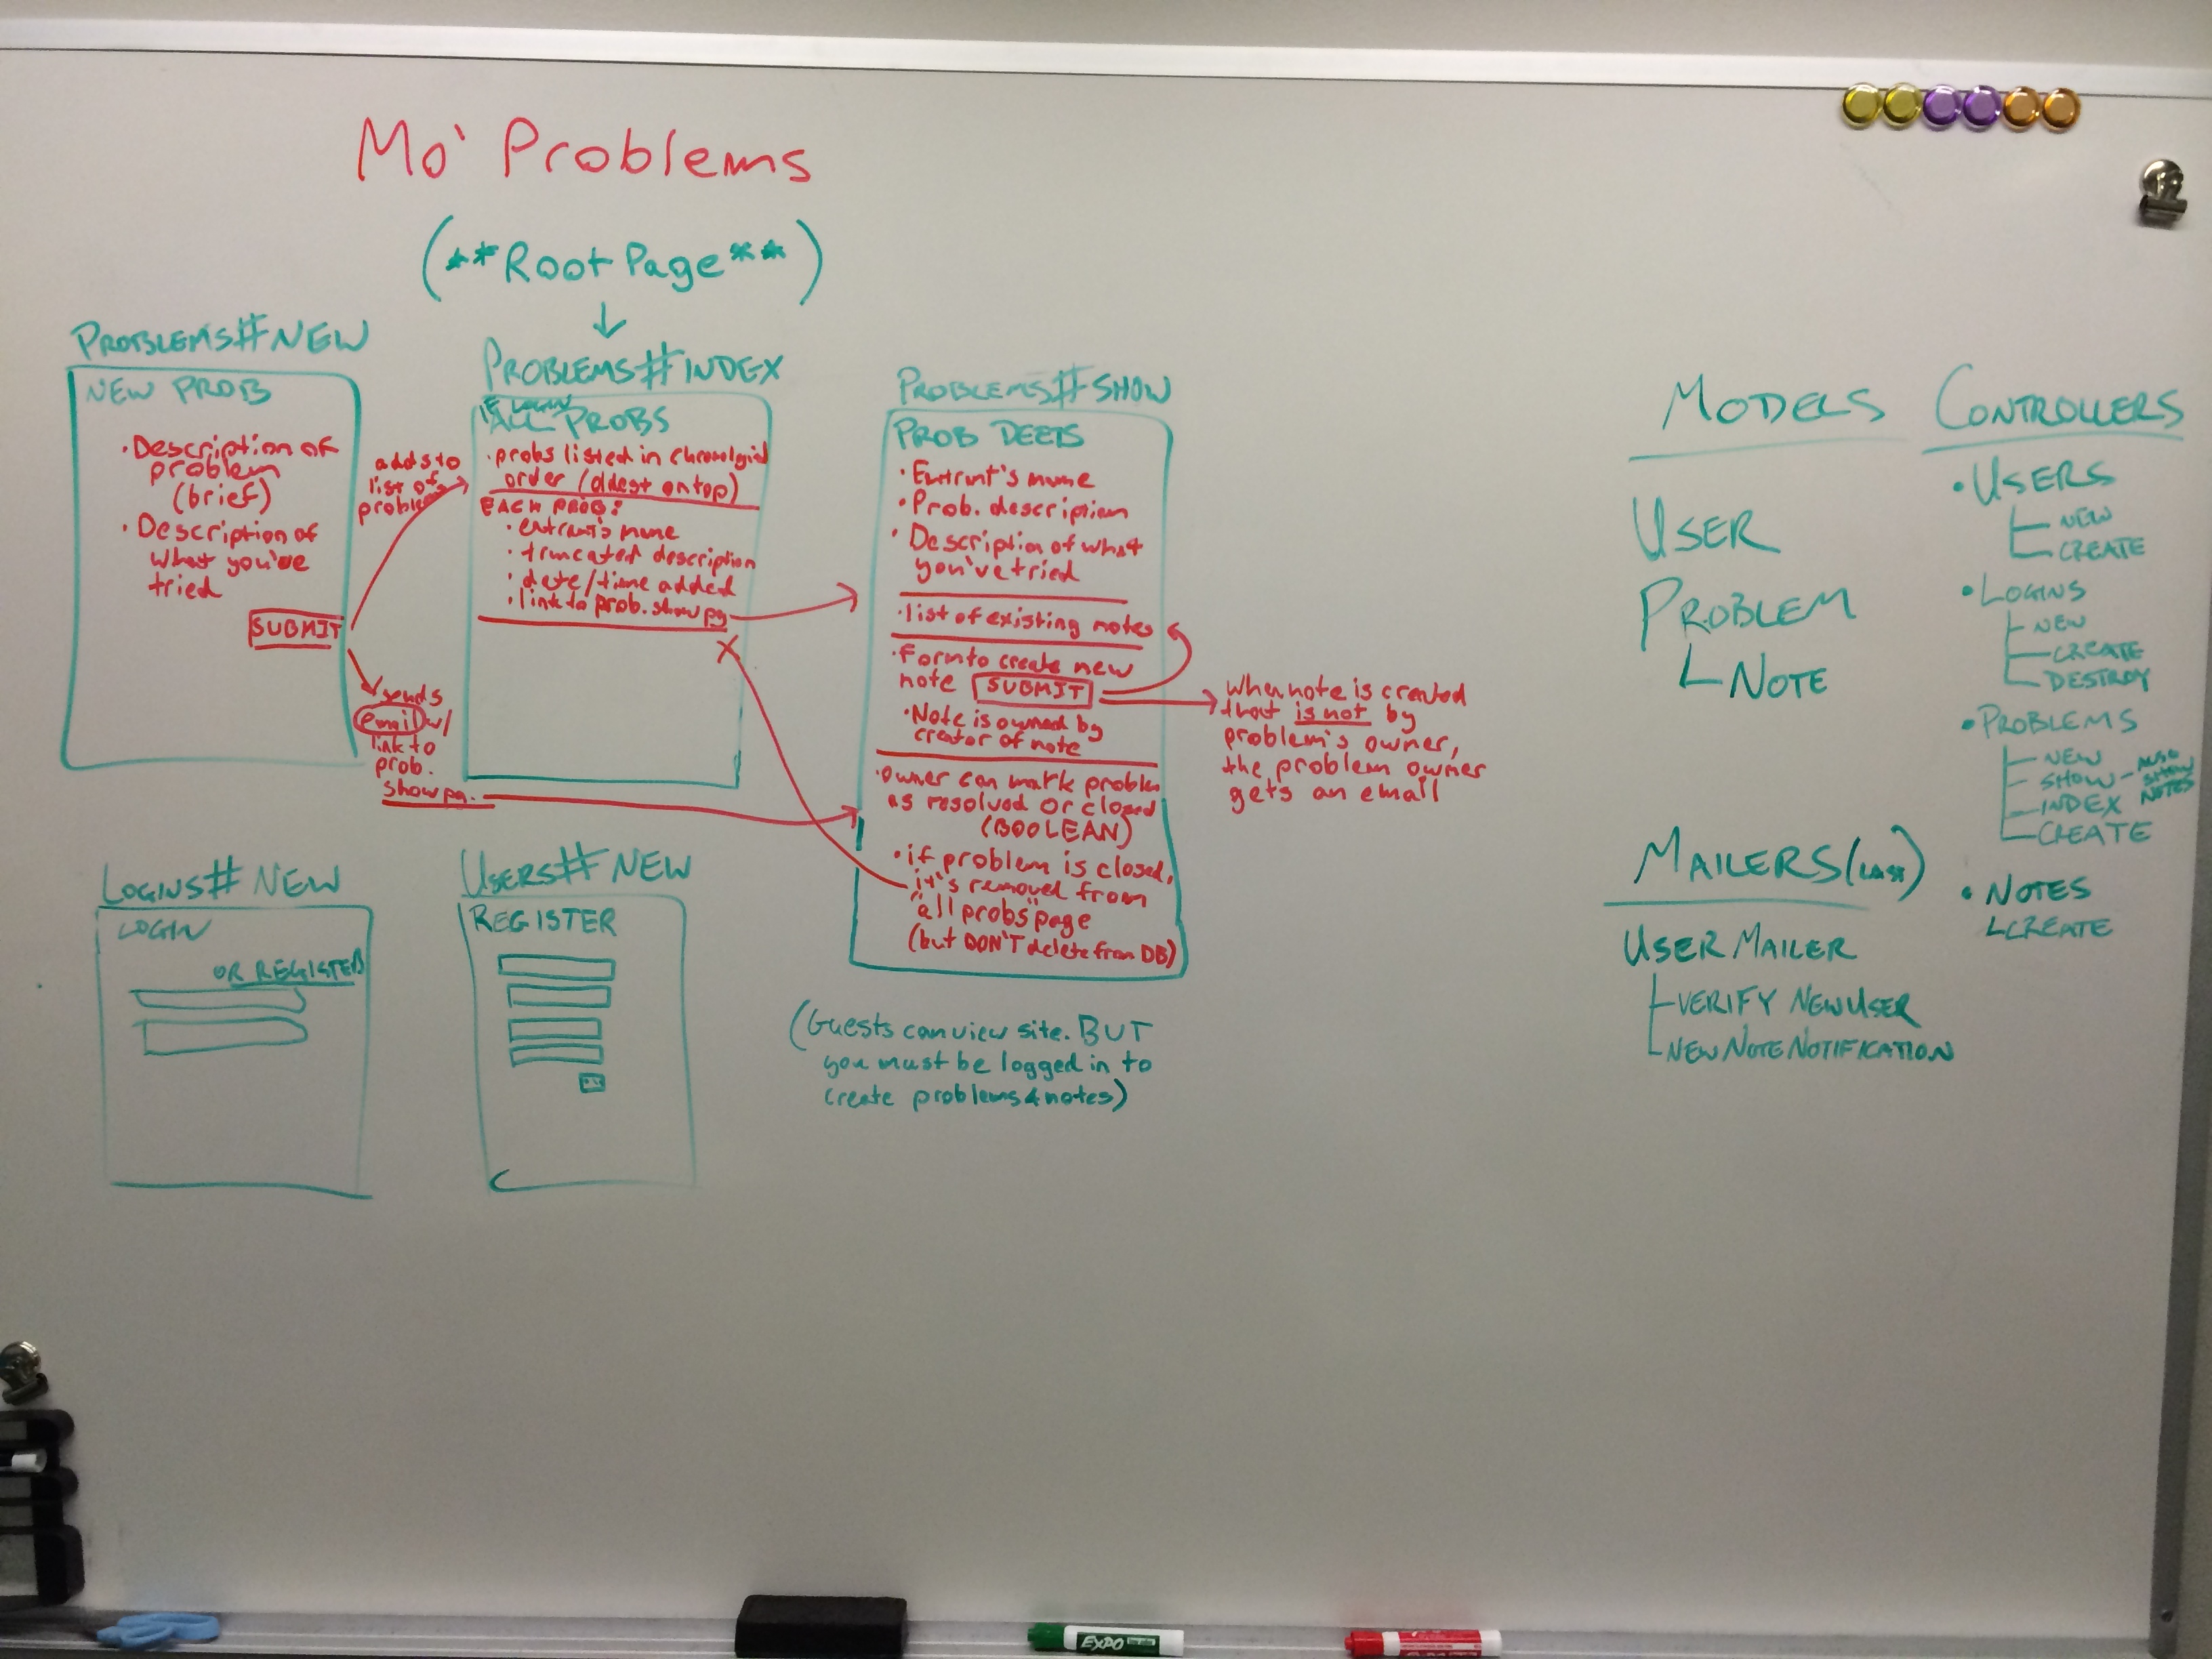 Mo' Problems
(**Root Page**)
PROBLEMS#NEW
NEW PROB
• Description of
problem
(brief)
• Description of
what you've
tried
SUBMIT
adds to
list of
problems
sends
email w/
link to
prob.
show pg.
PROBLEMS#INDEX
IF LOGIN
ALL PROBS
• probs listed in chronolgicl
order (oldest on top)
EACH PROB:
• entrant's name
• truncated description
• date/time added
• link to prob. show pg
PROBLEMS#SHOW
PROB DEETS
• Entrant's name
• Prob. description
• Description of what
you've tried
• list of existing notes
• Form to create new
note SUBMIT
• Note is owned by
creator of note
• owner can mark problem
as resolved or closed
(BOOLEAN)
• if problem is closed,
it's removed from
"all probs" page
(but DON'T delete from DB)
When note is created
that is not by
problem's owner,
the problem owner
gets an email
LOGINS#NEW
LOGIN
OR REGISTER
USERS#NEW
REGISTER
(Guests can view site. BUT
you must be logged in to
create problems & notes)
MODELS
USER
PROBLEM
NOTE
MAILERS (LAST)
USER MAILER
VERIFY NEW USER
NEW NOTE NOTIFICATION
CONTROLLERS
• USERS
NEW
CREATE
• LOGINS
NEW
CREATE
DESTROY
• PROBLEMS
NEW
SHOW - ALSO
SHOW
NOTES
INDEX
CREATE
• NOTES
CREATE
EXPO